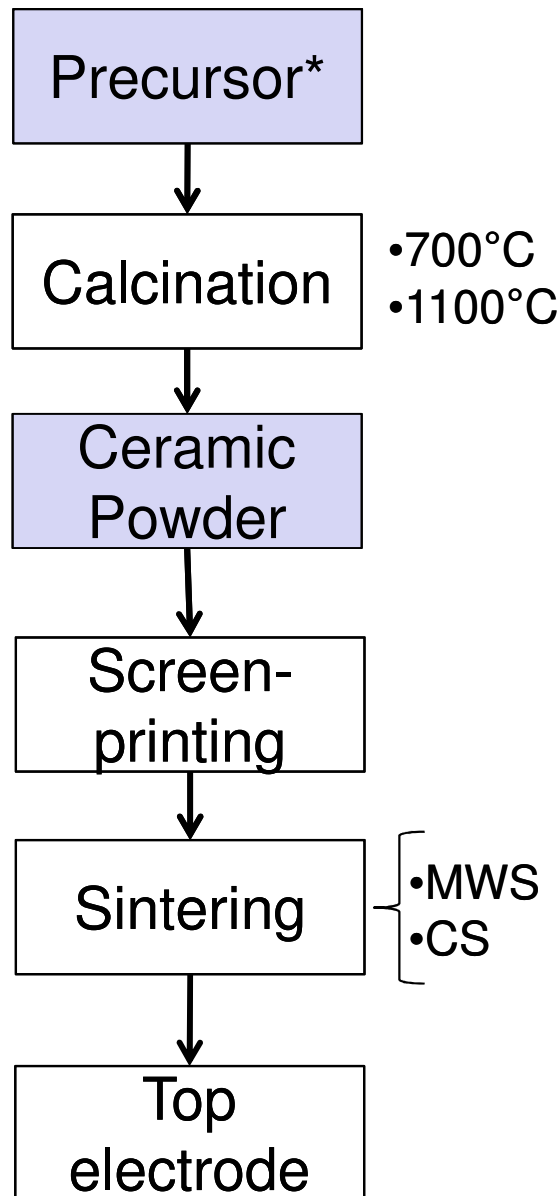 Precursor*
Calcination
•700°C
•1100°C
Ceramic
Powder
Screen-
printing
Sintering
•MWS
•CS
Top
electrode